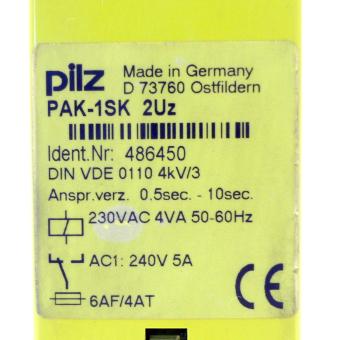 pilz
Made in Germany
D 73760 Ostfildern
PAK-1SK 2Uz
Ident.Nr: 486450
DIN VDE 0110 4kV/3
Anspr.verz. 0.5sec. - 10sec.
230VAC 4VA 50-60Hz
AC1: 240V 5A
6AF/4AT
CE